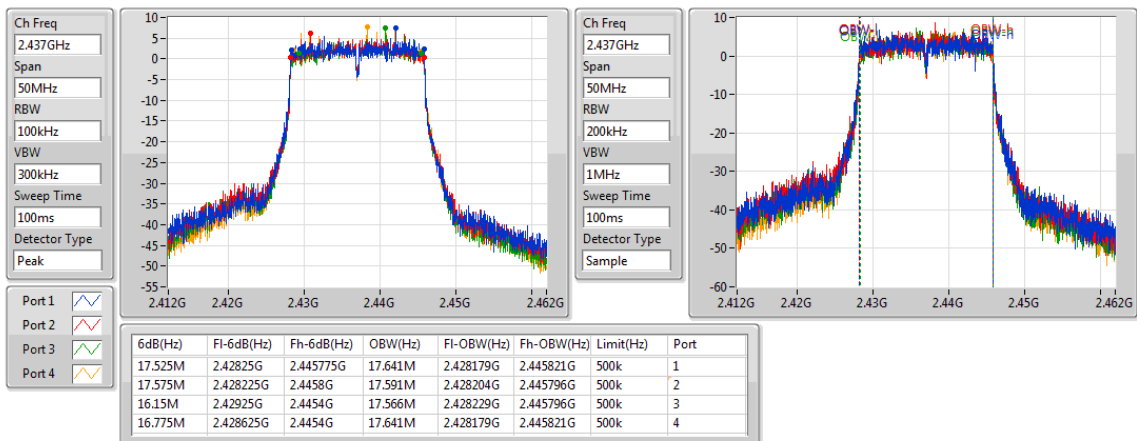 Ch Freq
2.437GHz
Span
50MHz
RBW
100kHz
VBW
300kHz
Sweep Time
100ms
Detector Type
Peak
10
5
0
-5
-10
-15
-20
-25
-30
-35
-40
-45
-50
-55
2.412G 2.42G 2.43G 2.44G 2.45G 2.462G
Ch Freq
2.437GHz
Span
50MHz
RBW
200kHz
VBW
1MHz
Sweep Time
100ms
Detector Type
Sample
10
0
-10
-20
-30
-40
-50
-60
OBW-l OBW-h
2.412G 2.42G 2.43G 2.44G 2.45G 2.462G
Port 1
Port 2
Port 3
Port 4
6dB(Hz) Fl-6dB(Hz) Fh-6dB(Hz) OBW(Hz) Fl-OBW(Hz) Fh-OBW(Hz) Limit(Hz) Port
17.525M 2.42825G 2.445775G 17.641M 2.428179G 2.445821G 500k 1
17.575M 2.428225G 2.4458G 17.591M 2.428204G 2.445796G 500k 2
16.15M 2.42925G 2.4454G 17.566M 2.428229G 2.445796G 500k 3
16.775M 2.428625G 2.4454G 17.641M 2.428179G 2.445821G 500k 4